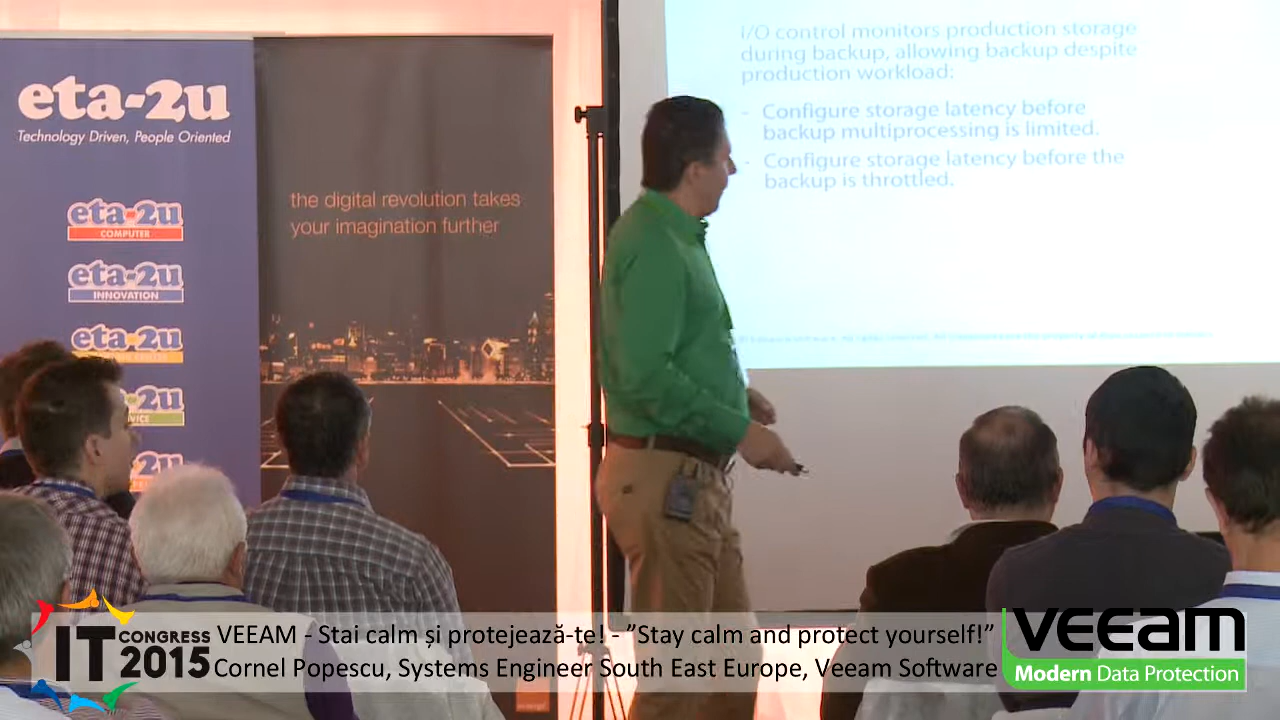 eta-2u
Technology Driven, People Oriented
eta-2u
COMPUTER
eta-2u
INNOVATION
eta-2u
-2u
VICE
-2u
the digital revolution takes
your imagination further
I/O control monitors production storage
during backup, allowing backup despite
production workload:
- Configure storage latency before
backup multiprocessing is limited.
- Configure storage latency before the
backup is throttled.
IT CONGRESS
2015
VEEAM - Stai calm și protejează-te! - ”Stay calm and protect yourself!”
Cornel Popescu, Systems Engineer South East Europe, Veeam Software
veeam
Modern Data Protection